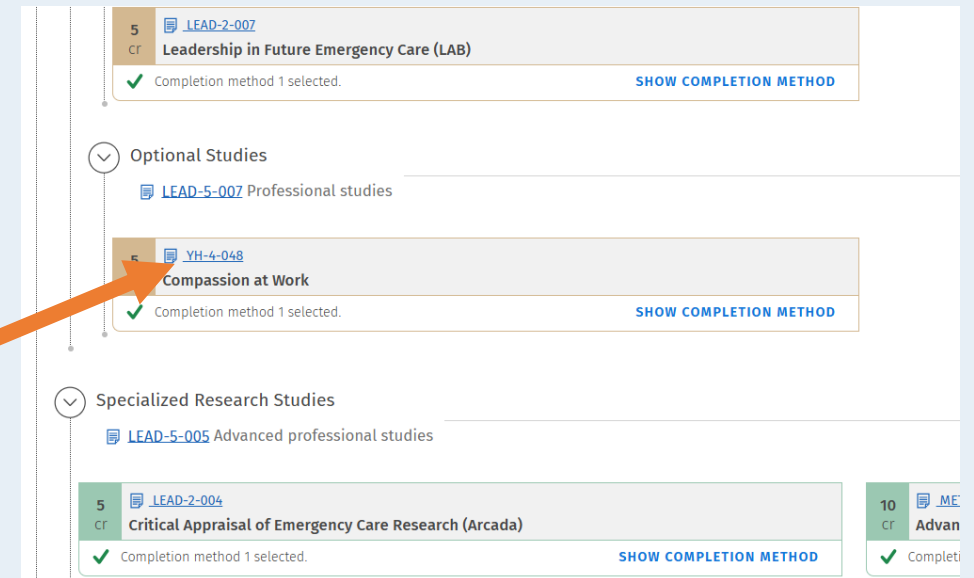 5
cr
LEAD-2-007
Leadership in Future Emergency Care (LAB)
Completion method 1 selected.
SHOW COMPLETION METHOD
Optional Studies
LEAD-5-007 Professional studies
5
YH-4-048
Compassion at Work
Completion method 1 selected.
SHOW COMPLETION METHOD
Specialized Research Studies
LEAD-5-005 Advanced professional studies
5
cr
LEAD-2-004
Critical Appraisal of Emergency Care Research (Arcada)
Completion method 1 selected.
SHOW COMPLETION METHOD
10
cr